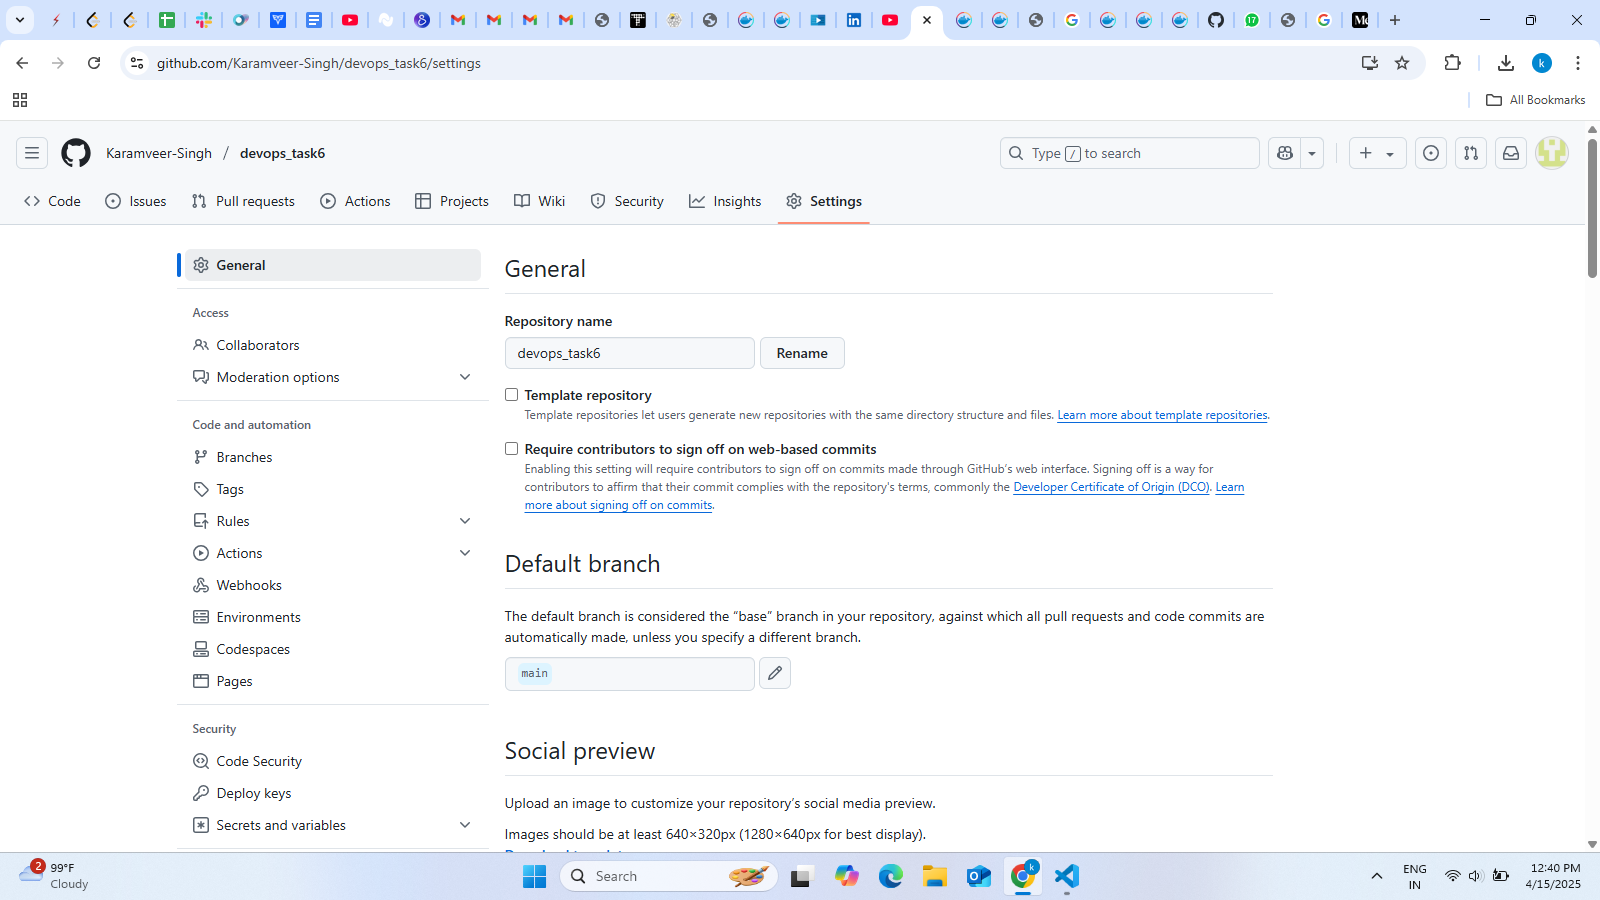 github.com/Karamveer-Singh/devops_task6/settings
k
All Bookmarks
Karamveer-Singh / devops_task6
Type / to search
Code
Issues
Pull requests
Actions
Projects
Wiki
Security
Insights
Settings
General
Access
Collaborators
Moderation options
Code and automation
Branches
Tags
Rules
Actions
Webhooks
Environments
Codespaces
Pages
Security
Code Security
Deploy keys
Secrets and variables
General
Repository name
devops_task6
Rename
Template repository
Template repositories let users generate new repositories with the same directory structure and files. Learn more about template repositories.
Require contributors to sign off on web-based commits
Enabling this setting will require contributors to sign off on commits made through GitHub's web interface. Signing off is a way for
contributors to affirm that their commit complies with the repository's terms, commonly the Developer Certificate of Origin (DCO). Learn
more about signing off on commits.
Default branch
The default branch is considered the “base” branch in your repository, against which all pull requests and code commits are
automatically made, unless you specify a different branch.
main
Social preview
Upload an image to customize your repository's social media preview.
Images should be at least 640×320px (1280×640px for best display).
2
99°F
Cloudy
Search
k
ENG
IN
12:40 PM
4/15/2025